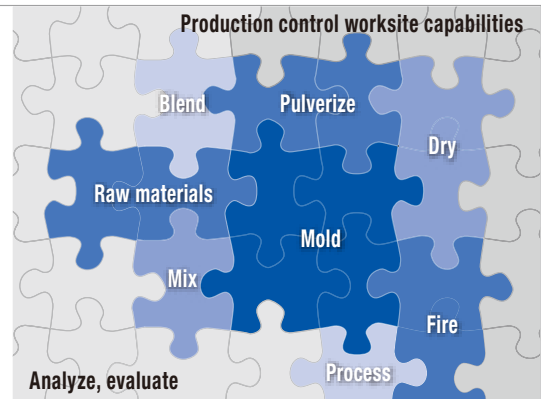 Production control worksite capabilities
Blend
Pulverize
Dry
Raw materials
Mold
Mix
Fire
Process
Analyze, evaluate